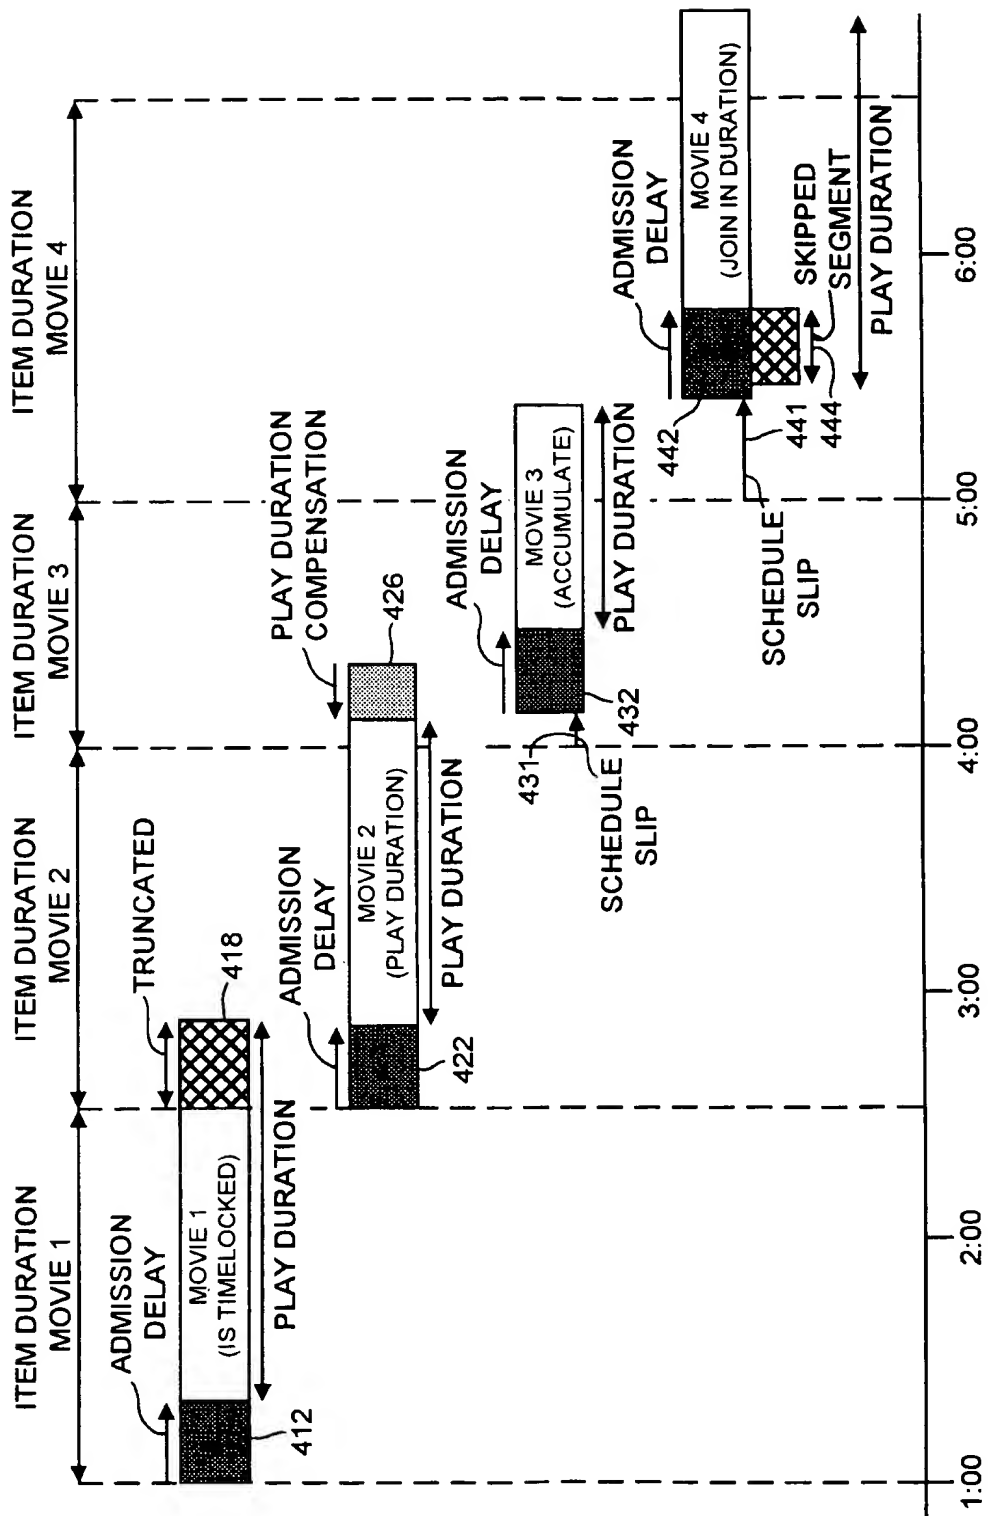 ITEM DURATION
MOVIE 1
ITEM DURATION
MOVIE 2
ITEM DURATION
MOVIE 3
ITEM DURATION
MOVIE 4
ADMISSION
DELAY
TRUNCATED
MOVIE 1
(IS TIMELOCKED)
412
418
PLAY DURATION
ADMISSION
DELAY
PLAY DURATION
COMPENSATION
MOVIE 2
(PLAY DURATION)
422
426
PLAY DURATION
ADMISSION
DELAY
MOVIE 3
(ACCUMULATE)
431
432
SCHEDULE
SLIP
PLAY DURATION
ADMISSION
DELAY
MOVIE 4
(JOIN IN DURATION)
442
441
444
SCHEDULE
SLIP
SKIPPED
SEGMENT
PLAY DURATION
1:00
2:00
3:00
4:00
5:00
6:00